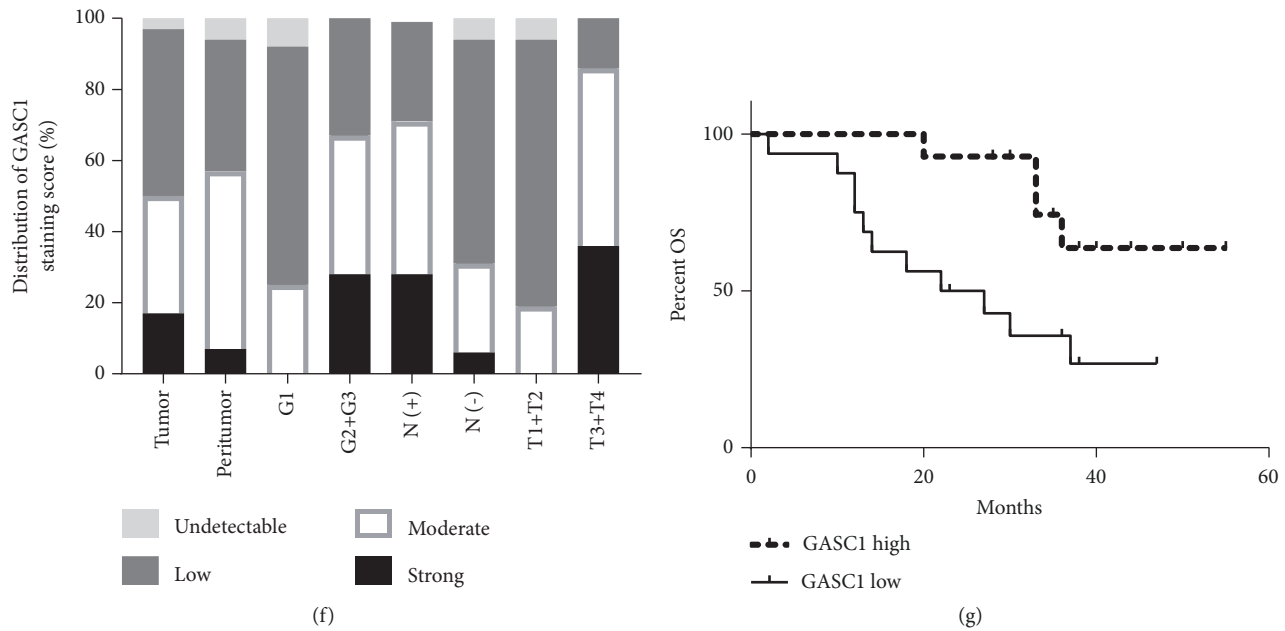 100
80
60
40
20
0
Distribution of GASC1
staining score (%)
Tumor
Peritumor
G1
G2+G3
N (+)
N (-)
T1+T2
T3+T4
Undetectable
Moderate
Low
Strong
(f)
100
50
0
Percent OS
0
20
40
60
Months
GASC1 high
GASC1 low
(g)